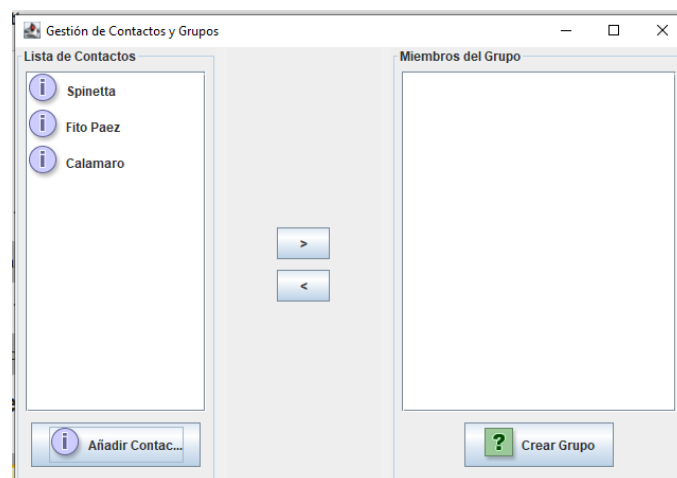 Gestión de Contactos y Grupos
Lista de Contactos
Miembros del Grupo
i Spinetta
i Fito Paez
i Calamaro
>
<
i Añadir Contac...
? Crear Grupo